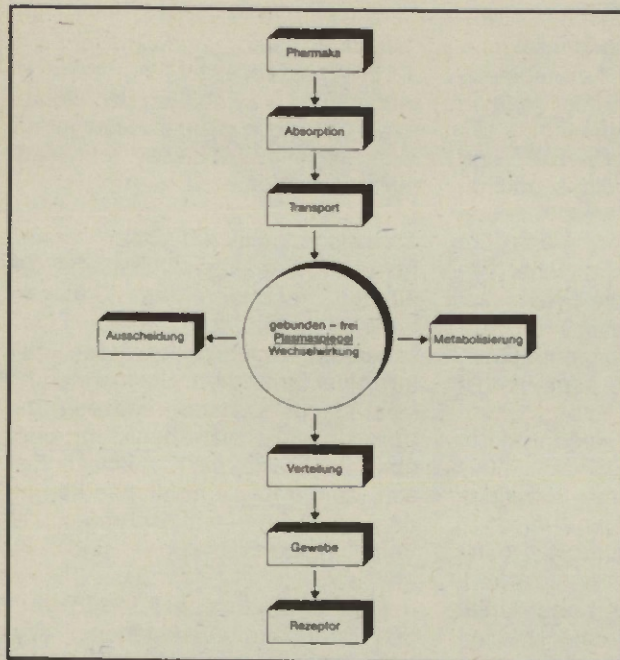 Pharmaka
Absorption
Transport
gebunden – frei
Plasmaspiegel
Wechselwirkung
Ausscheidung
Metabolisierung
Verteilung
Gewebe
Rezeptor